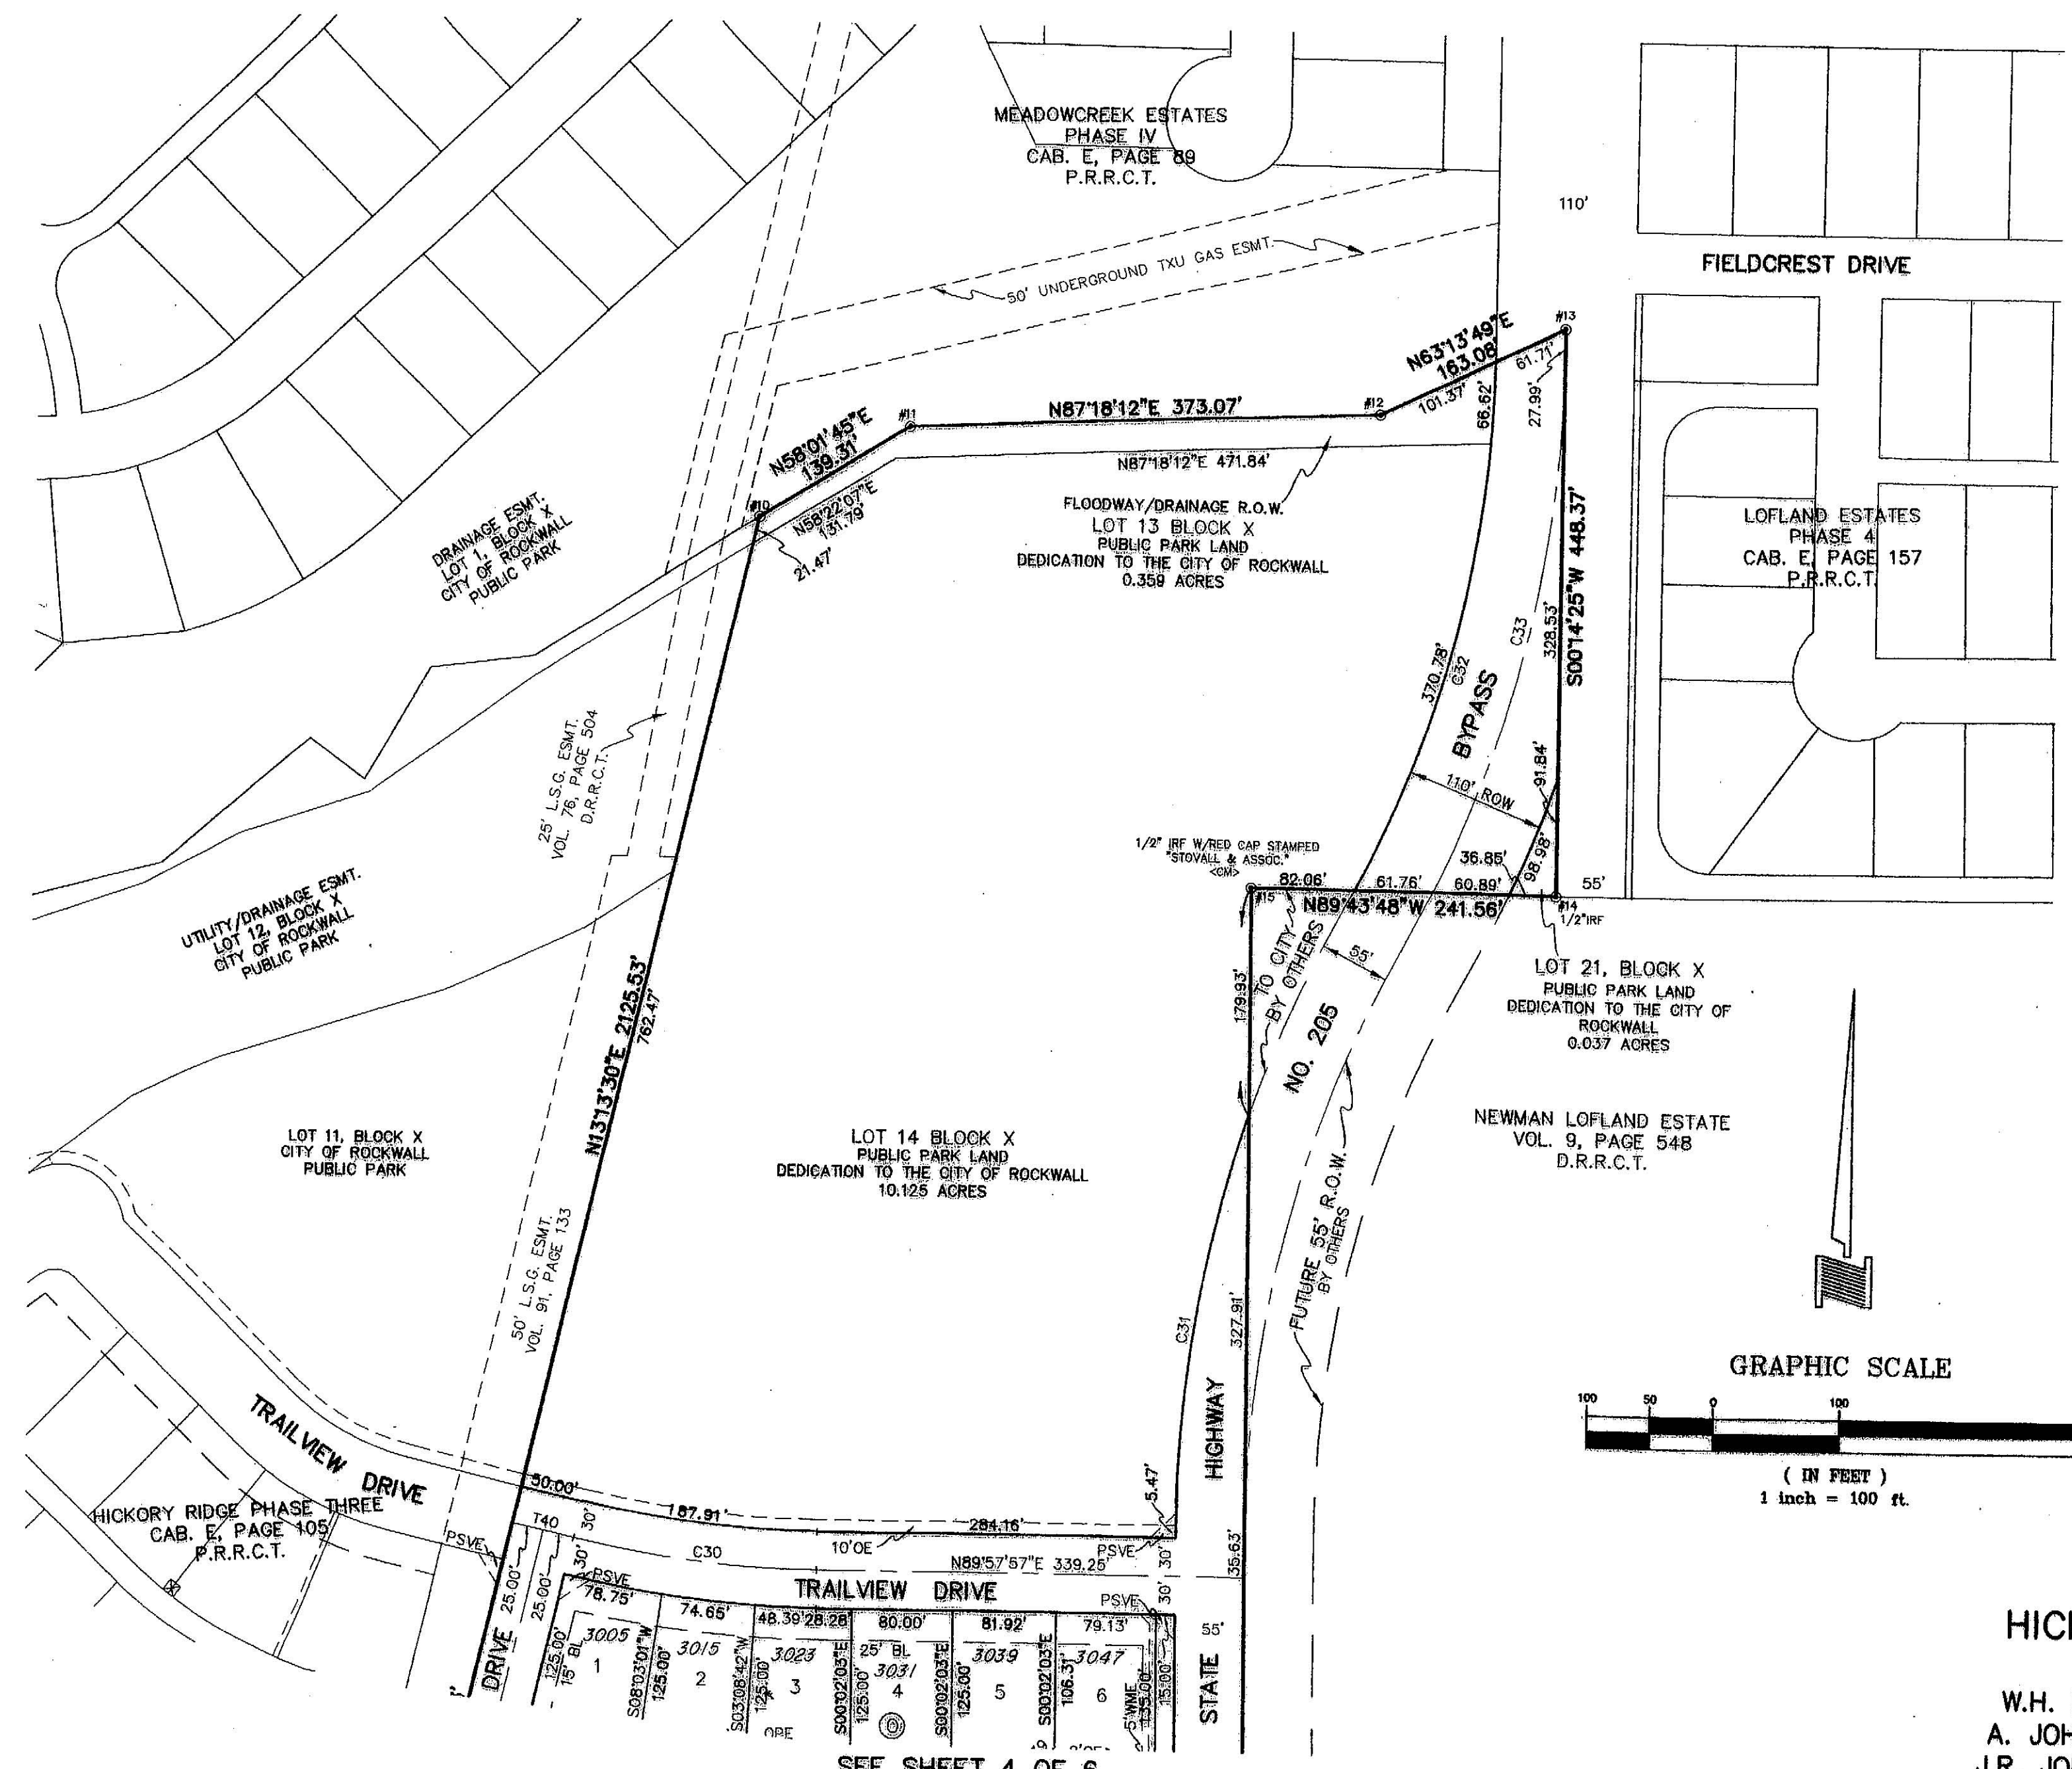 MEADOWCREEK ESTATES
PHASE IV
CAB. E, PAGE 89
P.R.R.C.T.
110'
FIELDCREST DRIVE
50' UNDERGROUND TXU GAS ESMT.
#13
N63°13'49"E
163.08'
61.71'
101.37'
66.62'
27.99'
#12
N87°18'12"E 373.07'
#11
N58°01'45"E
139.31'
#10
N58°22'07"E
131.79'
21.47'
N87°18'12"E 471.84'
FLOODWAY/DRAINAGE R.O.W.
LOT 13 BLOCK X
PUBLIC PARK LAND
DEDICATION TO THE CITY OF ROCKWALL
0.359 ACRES
DRAINAGE ESMT.
LOT 1, BLOCK X
CITY OF ROCKWALL
PUBLIC PARK
LOFLAND ESTATES
PHASE 4
CAB. E, PAGE 157
P.R.R.C.T.
S00°14'25"W 448.37'
328.53'
C33
370.78'
C32
BYPASS
110' ROW
91.84'
98.98'
25' L.S.G. ESMT.
VOL. 76, PAGE 504
D.R.R.C.T.
1/2" IRF W/RED CAP STAMPED
"STOVALL & ASSOC."
<CM>
82.06'
61.76'
60.89'
36.85'
55'
#15
N89°43'48"W 241.56'
#14
1/2"IRF
UTILITY/DRAINAGE ESMT.
LOT 12, BLOCK X
CITY OF ROCKWALL
PUBLIC PARK
TO CITY
BY OTHERS
179.93'
55'
NO. 205
LOT 21, BLOCK X
PUBLIC PARK LAND
DEDICATION TO THE CITY OF
ROCKWALL
0.037 ACRES
N13°13'30"E 2125.53'
762.47'
NEWMAN LOFLAND ESTATE
VOL. 9, PAGE 548
D.R.R.C.T.
LOT 11, BLOCK X
CITY OF ROCKWALL
PUBLIC PARK
LOT 14 BLOCK X
PUBLIC PARK LAND
DEDICATION TO THE CITY OF ROCKWALL
10.125 ACRES
50' L.S.G. ESMT.
VOL. 91, PAGE 133
FUTURE 55' R.O.W.
BY OTHERS
C31
327.91'
HIGHWAY
GRAPHIC SCALE
100 50 0 100
( IN FEET )
1 inch = 100 ft.
TRAILVIEW DRIVE
HICKORY RIDGE PHASE THREE
CAB. E, PAGE 105
P.R.R.C.T.
50.00'
187.91'
284.16'
5.47'
T40
30'
PSVE
C30
10'OE
N89°57'57"E 339.25'
PSVE
30'
35.63'
25.00'
25.00'
30'
PSVE
TRAILVIEW DRIVE
PSVE
30'
78.75'
74.65'
48.39'
28.28'
80.00'
81.92'
79.13'
55'
3005
3015
3023
25' BL
3031
3039
3047
1
2
3
4
5
6
DRIVE
125.00'
15' BL
S08°03'01"W
125.00'
S03°08'42"W
125.00'
S00°02'03"E
125.00'
S00°02'03"E
125.00'
S00°02'03"E
106.31'
5'WME
135.00'
15.00'
STATE
SEE SHEET 4 OF 6
HIC
W.H.
A. JOH
J.R. JO